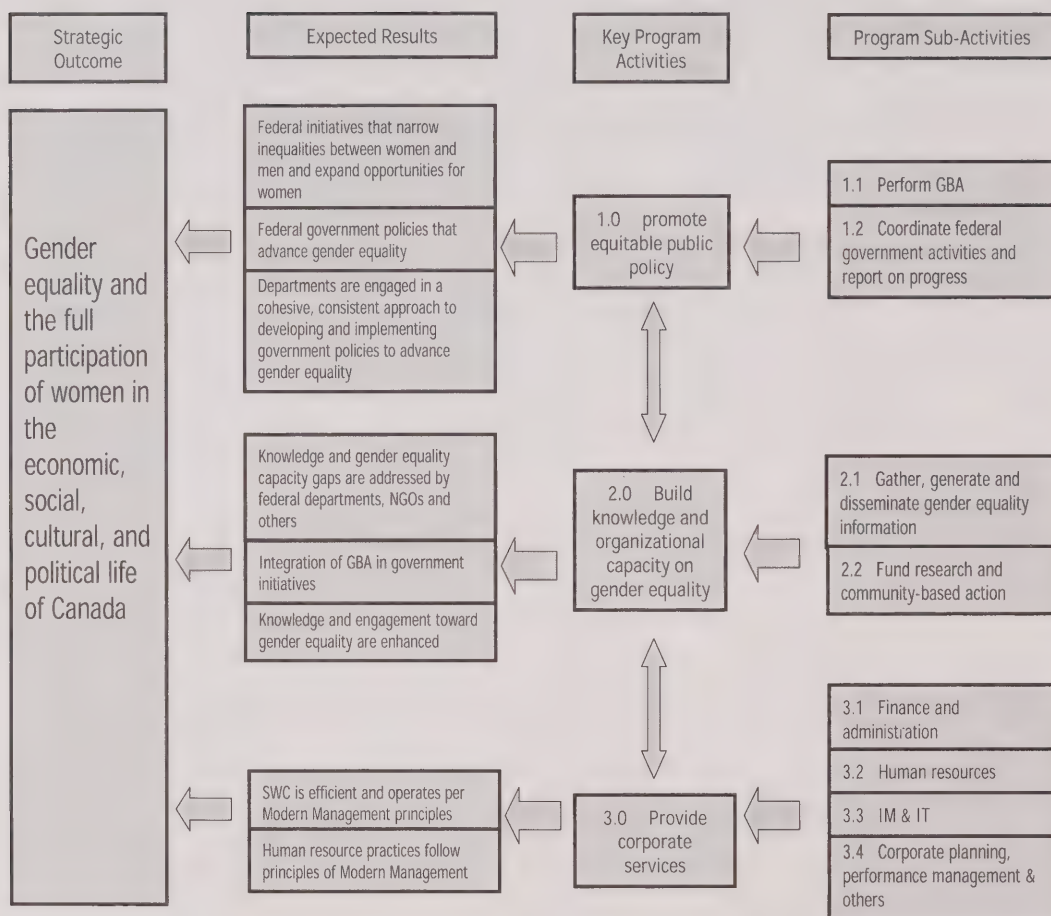 Strategic
Outcome
Expected Results
Key Program
Activities
Program Sub-Activities
Gender
equality and
the full
participation
of women in
the
economic,
social,
cultural, and
political life
of Canada
Federal initiatives that narrow
inequalities between women and
men and expand opportunities for
women
Federal government policies that
advance gender equality
Departments are engaged in a
cohesive, consistent approach to
developing and implementing
government policies to advance
gender equality
1.0 promote
equitable public
policy
1.1 Perform GBA
1.2 Coordinate federal
government activities and
report on progress
Knowledge and gender equality
capacity gaps are addressed by
federal departments, NGOs and
others
Integration of GBA in government
initiatives
Knowledge and engagement toward
gender equality are enhanced
2.0 Build
knowledge and
organizational
capacity on
gender equality
2.1 Gather, generate and
disseminate gender equality
information
2.2 Fund research and
community-based action
SWC is efficient and operates per
Modern Management principles
Human resource practices follow
principles of Modern Management
3.0 Provide
corporate
services
3.1 Finance and
administration
3.2 Human resources
3.3 IM & IT
3.4 Corporate planning,
performance management &
others